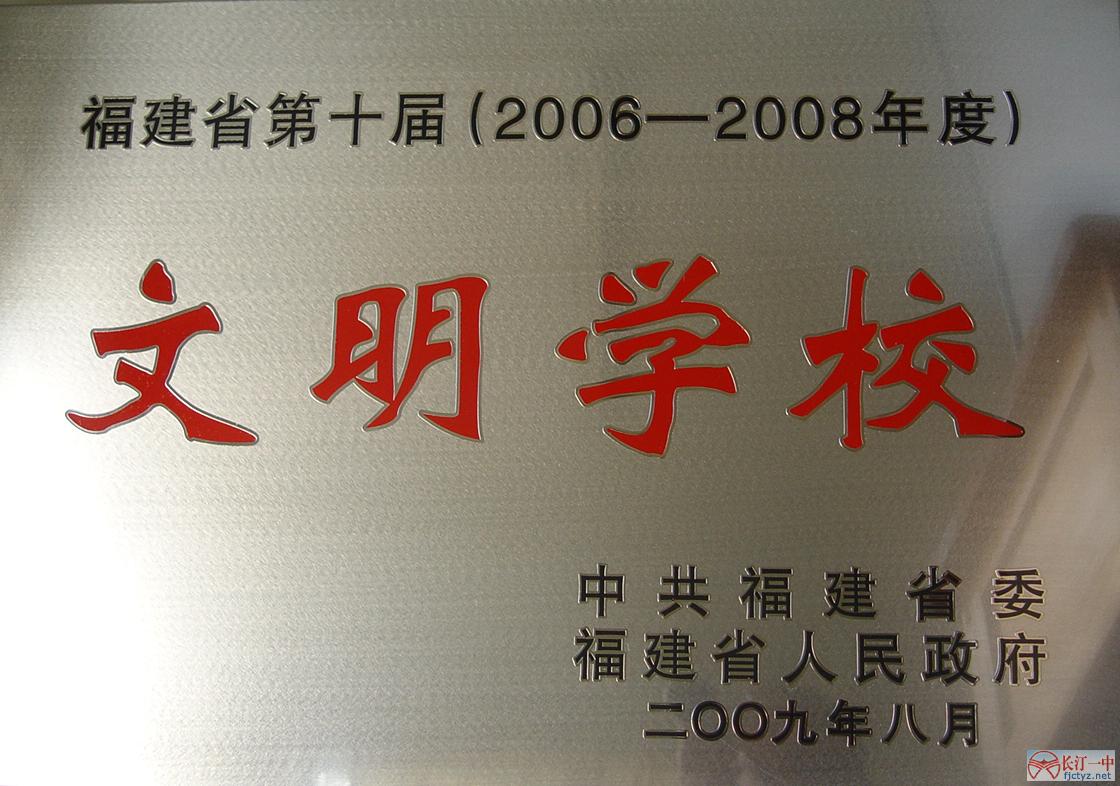 福建省第十届(2006—2008年度)
文明学校
中共福建省委
福建省人民政府
二〇〇九年八月
长汀一中
fjctyz.net